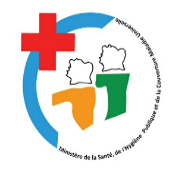 Ministère de la Santé, de l'Hygiène Publique et de la Couverture Maladie Universelle